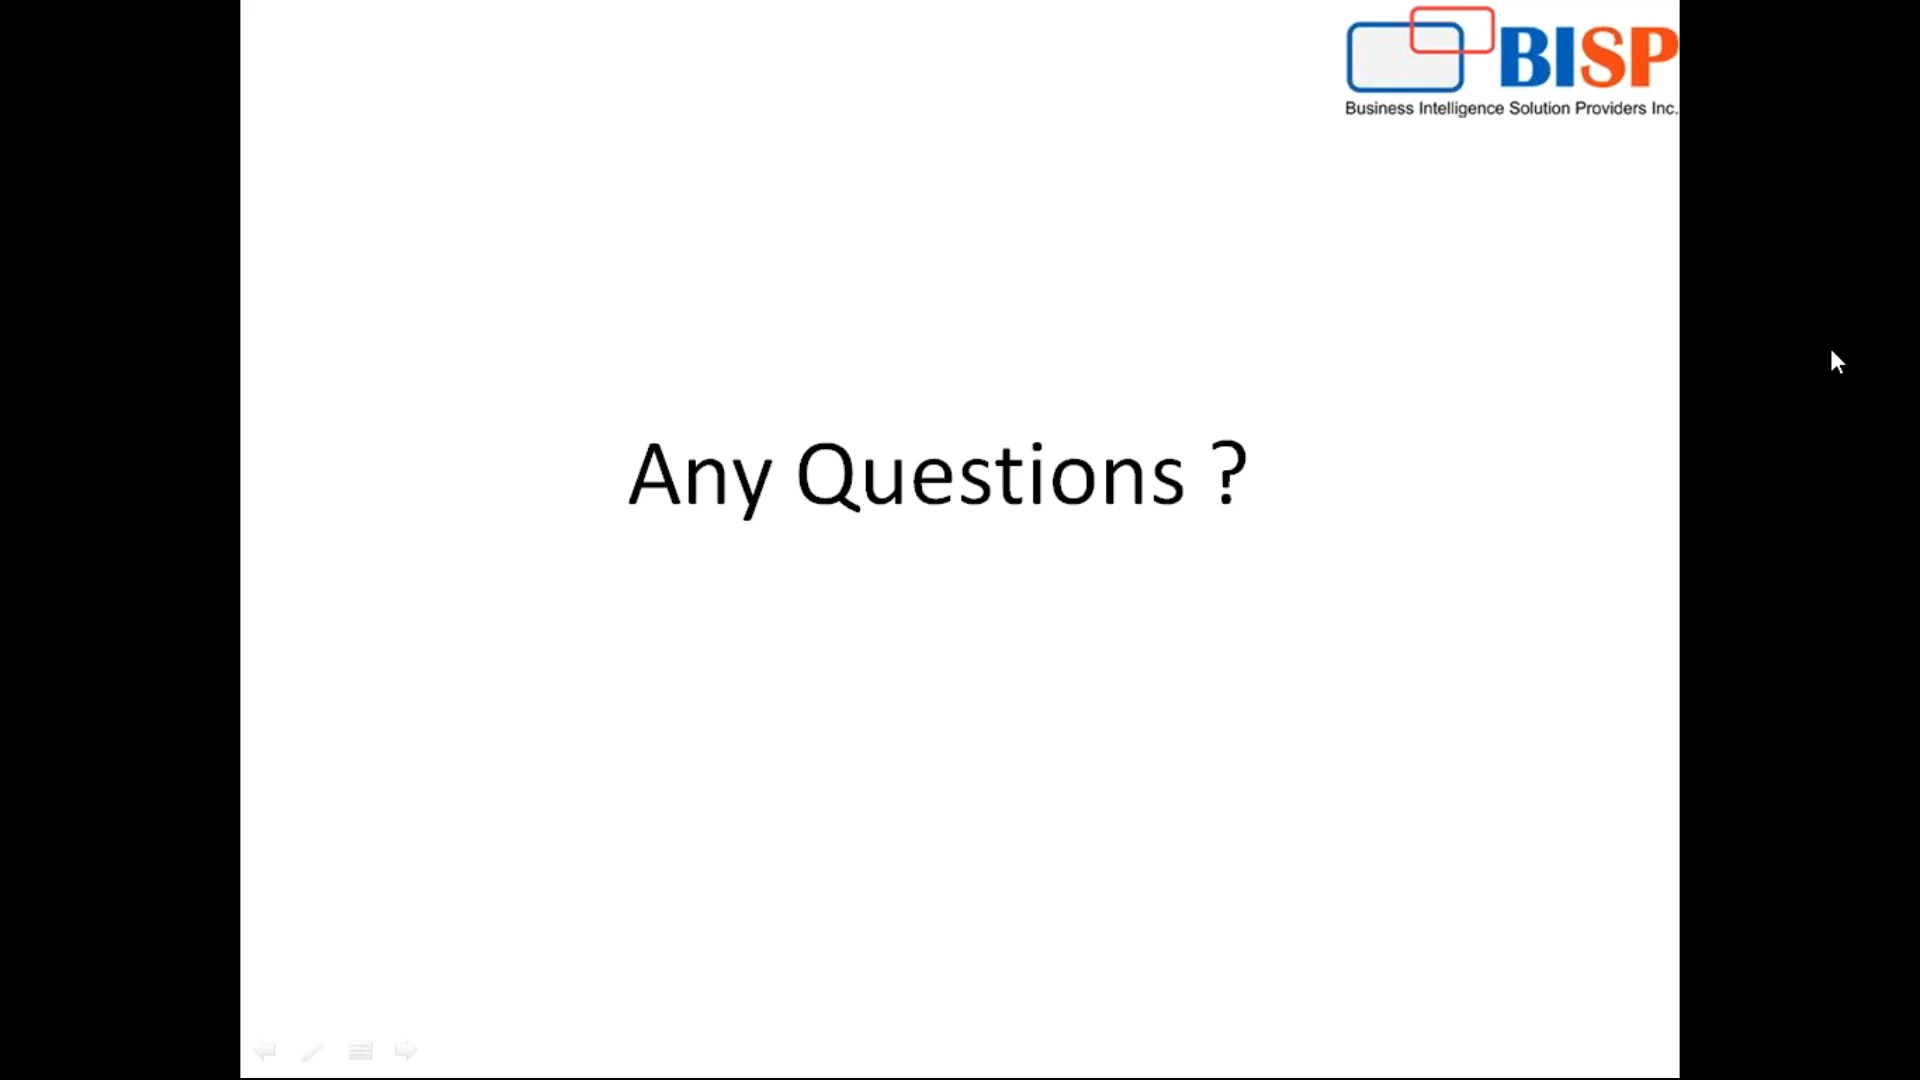 BISP
Business Intelligence Solution Providers Inc.
Any Questions ?